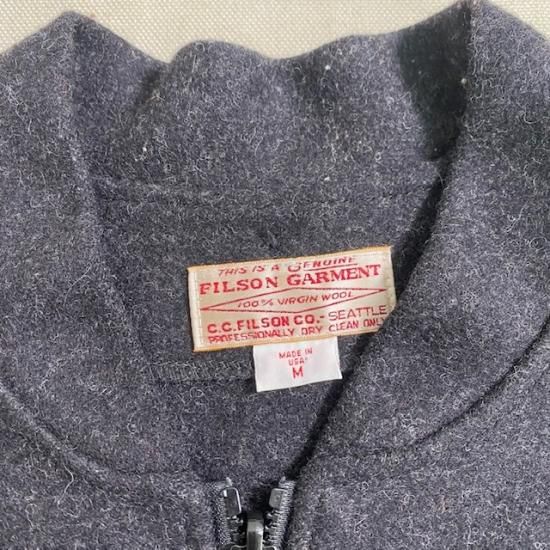 THIS IS A GENUINE
FILSON GARMENT
100% VIRGIN WOOL
C.C. FILSON CO.- SEATTLE
PROFESSIONALLY DRY CLEAN ONLY
MADE IN
USA
M